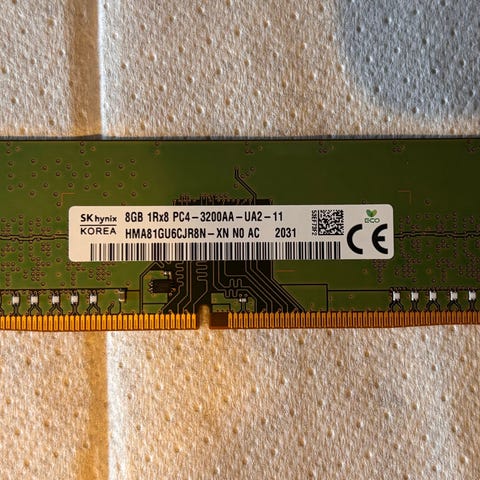 SK hynix 8GB 1Rx8 PC4-3200AA-UA2-11
KOREA HMA81GU6CJR8N-XN N0 AC 2031
ECO
CE